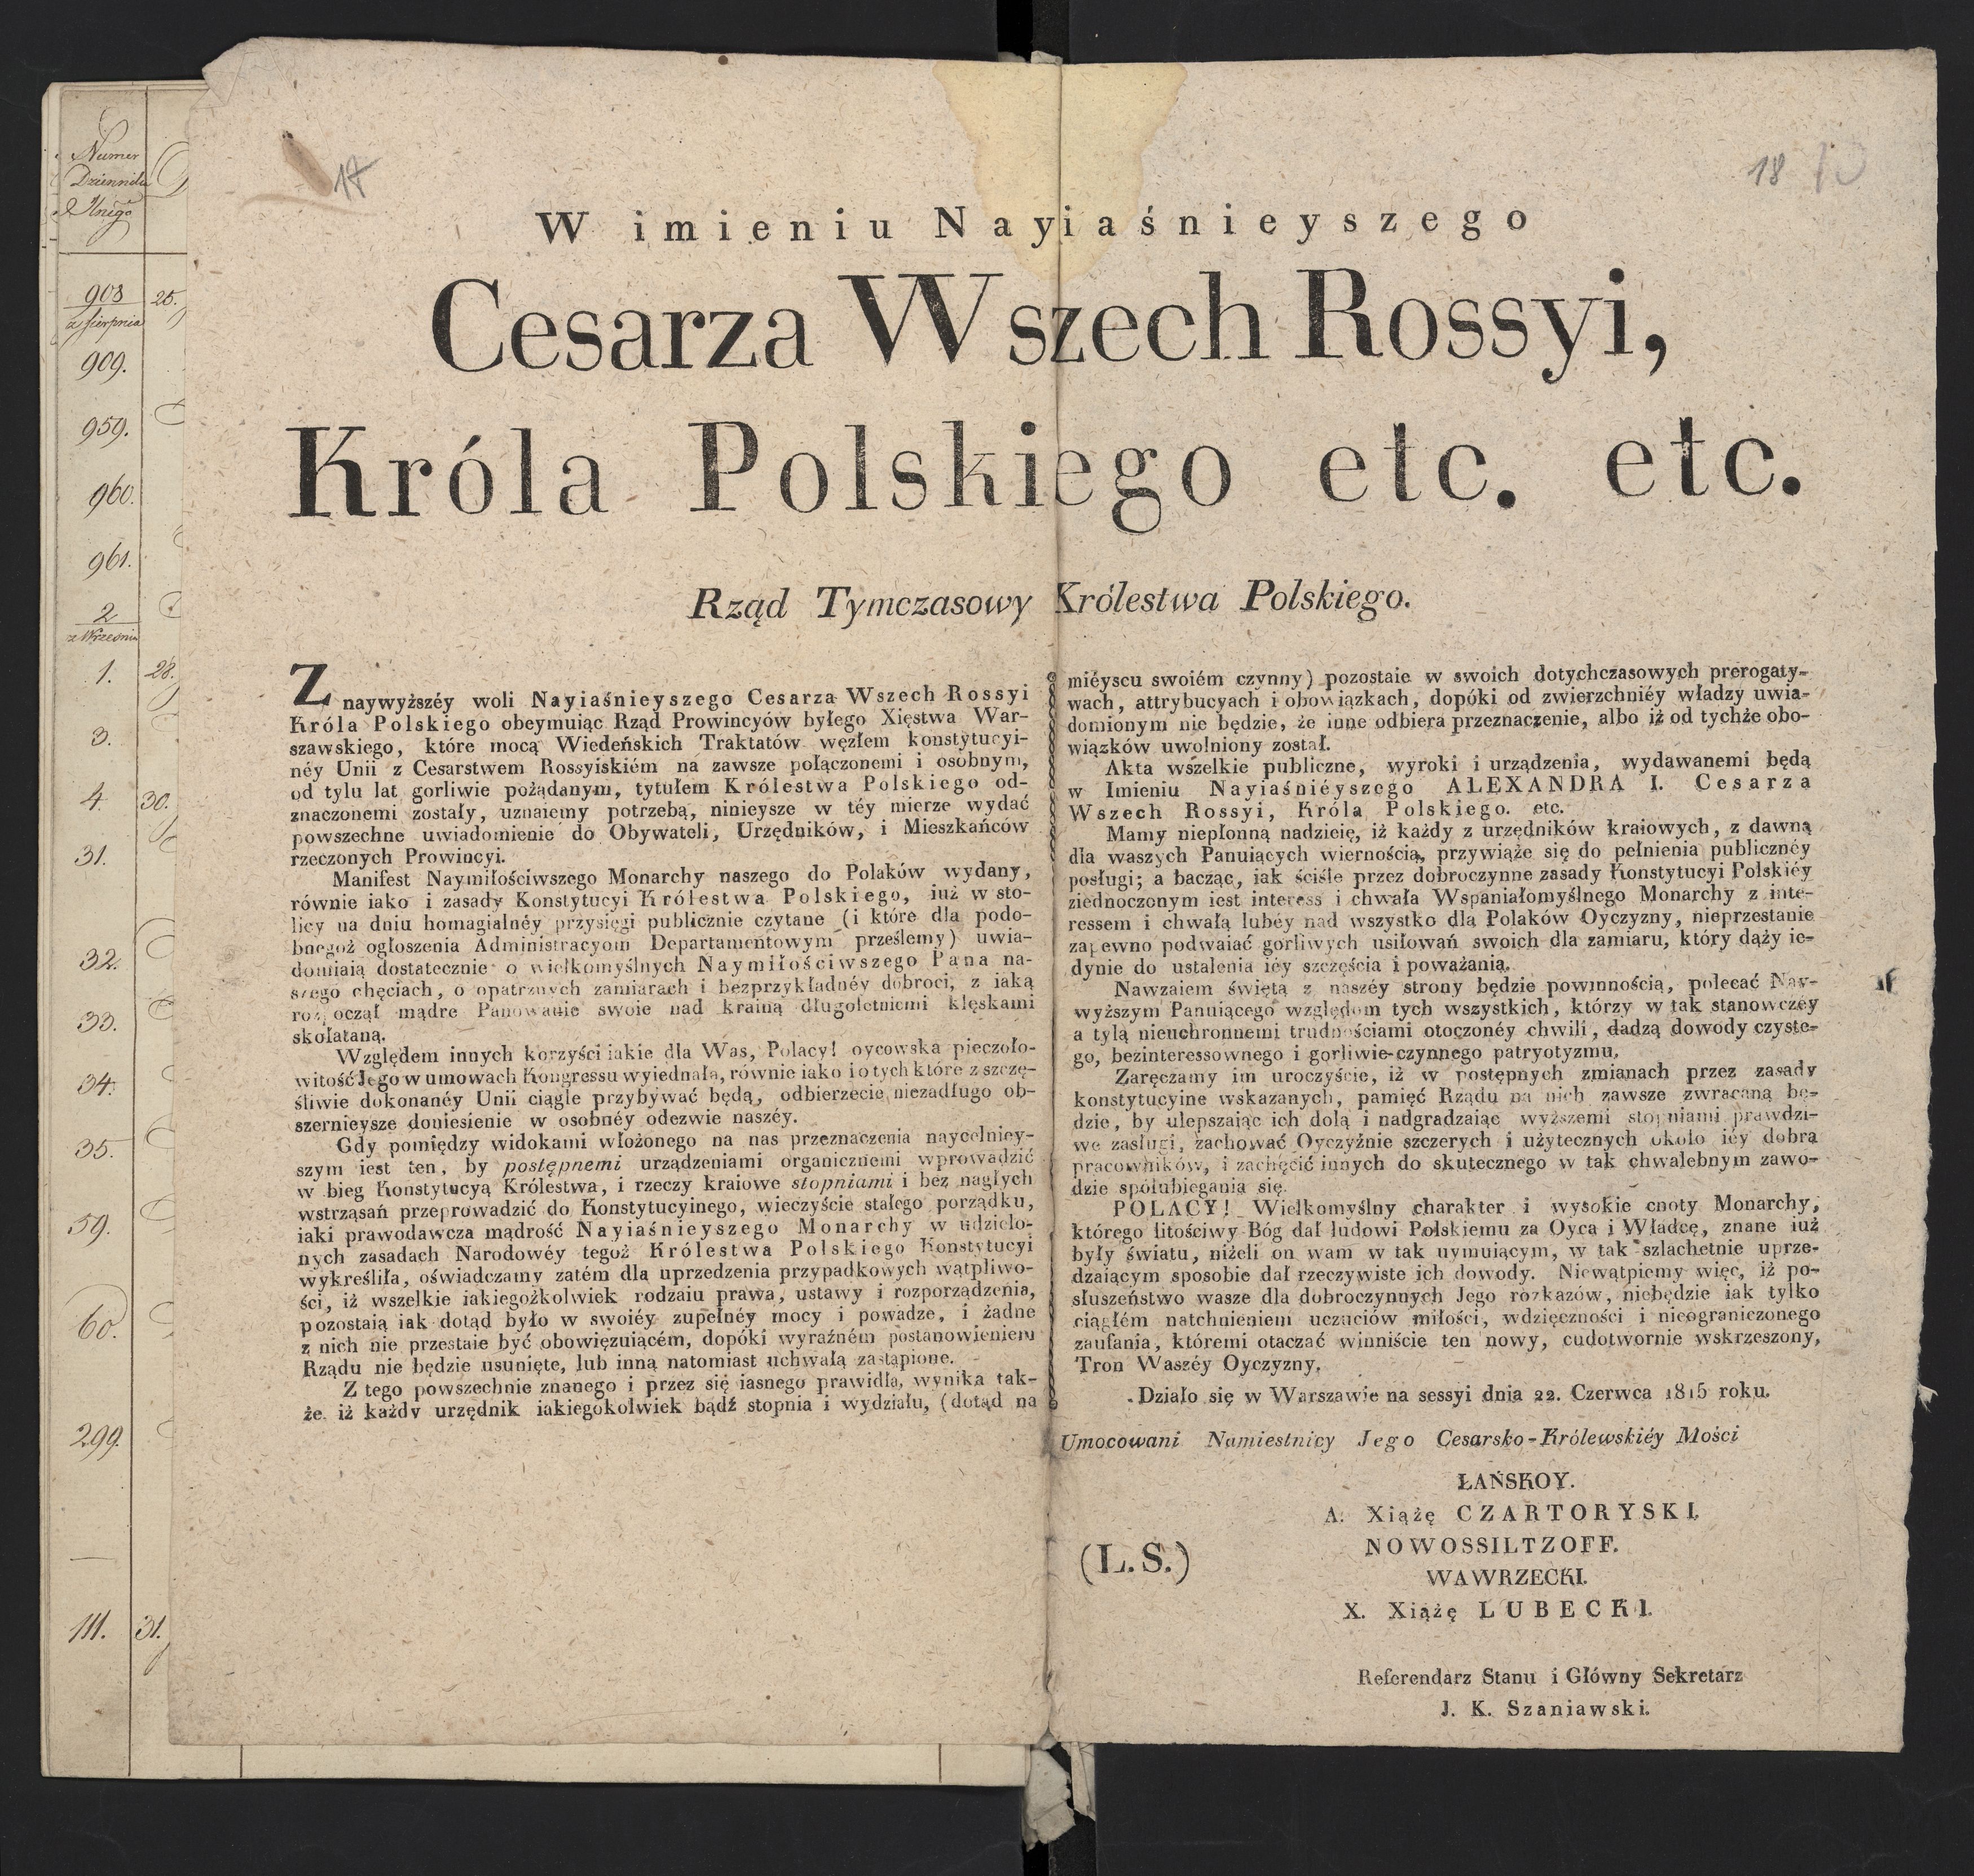 Numer
Dziennika
908
z sierpnia
25.
909.
959.
960.
961.
2
z Wrzesnia
1.
28.
3.
4.
30.
31.
32.
33.
34.
35.
59.
60.
299.
111.
31.
17
18
W imieniu Nayiaśnieyszego
Cesarza Wszech Rossyi,
Króla Polskiego etc. etc.
Rząd Tymczasowy Królestwa Polskiego.
Z naywyższéy woli Nayiaśnieyszego Cesarza Wszech Rossyi
Króla Polskiego obeymuiąc Rząd Prowincyów byłego Xięstwa War-
szawskiego, które mocą Wiedeńskich Traktatów węzłem konstytucyi-
néy Unii z Cesarstwem Rossyiskiém na zawsze połączonemi i osobnym,
od tylu lat gorliwie pożądanym, tytułem Królestwa Polskiego od-
znaczonemi zostały, uznaiemy potrzebą, ninieysze w téy mierze wydać
powszechne uwiadomienie do Obywateli, Urzędników, i Mieszkańców
rzeczonych Prowincyi.
Manifest Naymiłościwszego Monarchy naszego do Polaków wydany,
równie iako i zasady Konstytucyi Królestwa Polskiego, iuż w sto-
licy na dniu homagialnéy przysięgi publicznie czytane (i które dla podo-
bnegoż ogłoszenia Administracyom Departamentowym prześlemy) uwia-
domiaią dostatecznie o wielkomyślnych Naymiłościwszego Pana na-
szego chęciach, o opatrznych zamiarach i bezprzykładnéy dobroci, z iaką
rozpoczął mądre Panowanie swoie nad krainą długoletniemi klęskami
skołataną.
Względem innych korzyści iakie dla Was, Polacy! oycowska pieczoło-
witość Jego w umowach Kongressu wyiednała, równie iako i o tych które z szczę-
śliwie dokonanéy Unii ciągle przybywać będą, odbierzecie niezadługo ob-
szernieysze doniesienie w osobnéy odezwie naszéy.
Gdy pomiędzy widokami włożonego na nas przeznaczenia naycelniey-
szym iest ten, by postępnemi urządzeniami organicznemi wprowadzić
w bieg Konstytucyą Królestwa, i rzeczy kraiowe stopniami i bez nagłych
wstrząsań przeprowadzić do Konstytucyinego, wieczyście stałego porządku,
iaki prawodawcza mądrość Nayiaśnieyszego Monarchy w udzielo-
nych zasadach Narodowéy tegoż Królestwa Polskiego Konstytucyi
wykreśliła, oświadczamy zatém dla uprzedzenia przypadkowych wątpliwo-
ści, iż wszelkie iakiegożkolwiek rodzaiu prawa, ustawy i rozporządzenia,
pozostaią iak dotąd było w swoiéy zupełnéy mocy i powadze, i żadne
z nich nie przestaie być obowięzuiącém, dopóki wyraźném postanowieniem
Rządu nie będzie usunięte, lub inną natomiast uchwałą zastąpione.
Z tego powszechnie znanego i przez się iasnego prawidła, wynika tak-
że, iż każdy urzędnik iakiegokolwiek bądź stopnia i wydziału, (dotąd na
miéyscu swoiém czynny) pozostaie w swoich dotychczasowych prerogaty-
wach, attrybucyach i obowiązkach, dopóki od zwierzchniéy władzy uwia-
domionym nie będzie, że inne odbiera przeznaczenie, albo iż od tychże obo-
wiązków uwolniony został.
Akta wszelkie publiczne, wyroki i urządzenia, wydawanemi będą
w Imieniu Nayiaśniéyszego ALEXANDRA I. Cesarza
Wszech Rossyi, Króla Polskiego. etc.
Mamy niepłonną nadzieię, iż każdy z urzędników kraiowych, z dawną
dla waszych Panuiących wiernością, przywiąże się do pełnienia publicznéy
posługi; a bacząc, iak ściśle przez dobroczynne zasady Konstytucyi Polskiéy
ziednoczonym iest interess i chwała Wspaniałomyślnego Monarchy z inte-
ressem i chwałą lubéy nad wszystko dla Polaków Oyczyzny, nieprzestanie
zapewno podwaiać gorliwych usiłowań swoich dla zamiaru, który dąży ie-
dynie do ustalenia iéy szczęścia i poważania.
Nawzaiem świętą z naszéy strony będzie powinnością, polecać Nay-
wyższym Panuiącego względom tych wszystkich, którzy w tak stanowczéy
a tylą nieuchronnemi trudnościami otoczonéy chwili, dadzą dowody czyste-
go, bezinteressownego i gorliwie-czynnego patryotyzmu.
Zaręczamy im uroczyście, iż w postępnych zmianach przez zasady
konstytucyine wskazanych, pamięć Rządu na nich zawsze zwracaną bę-
dzie, by ulepszaiąc ich dolą i nadgradzaiąc wyższemi stopniami prawdzi-
we zasługi, zachować Oyczyźnie szczerych i użytecznych około iéy dobra
pracowników, i zachęcić innych do skutecznego w tak chwalebnym zawo-
dzie spółubiegania się.
POLACY! Wielkomyślny charakter i wysokie cnoty Monarchy,
którego litościwy Bóg dał ludowi Polskiemu za Oyca i Władcę, znane iuż
były światu, niżeli on wam w tak uymuiącym, w tak szlachetnie uprze-
dzaiącym sposobie dał rzeczywiste ich dowody. Niewątpiemy więc, iż po-
słuszeństwo wasze dla dobroczynnych Jego rozkazów, niebędzie iak tylko
ciągłém natchnieniem uczuciów miłości, wdzięczności i nieograniczonego
zaufania, któremi otaczać winniście ten nowy, cudotwornie wskrzeszony,
Tron Waszéy Oyczyzny.
Działo się w Warszawie na sessyi dnia 22. Czerwca 1815 roku.
Umocowani Namiestnicy Jego Cesarsko-Królewskiéy Mości
ŁAŃSKOY.
A. Xiążę CZARTORYSKI.
NOWOSSILTZOFF.
(L.S.)
WAWRZECKI.
X. Xiążę LUBECKI.
Referendarz Stanu i Główny Sekretarz
J. K. Szaniawski.